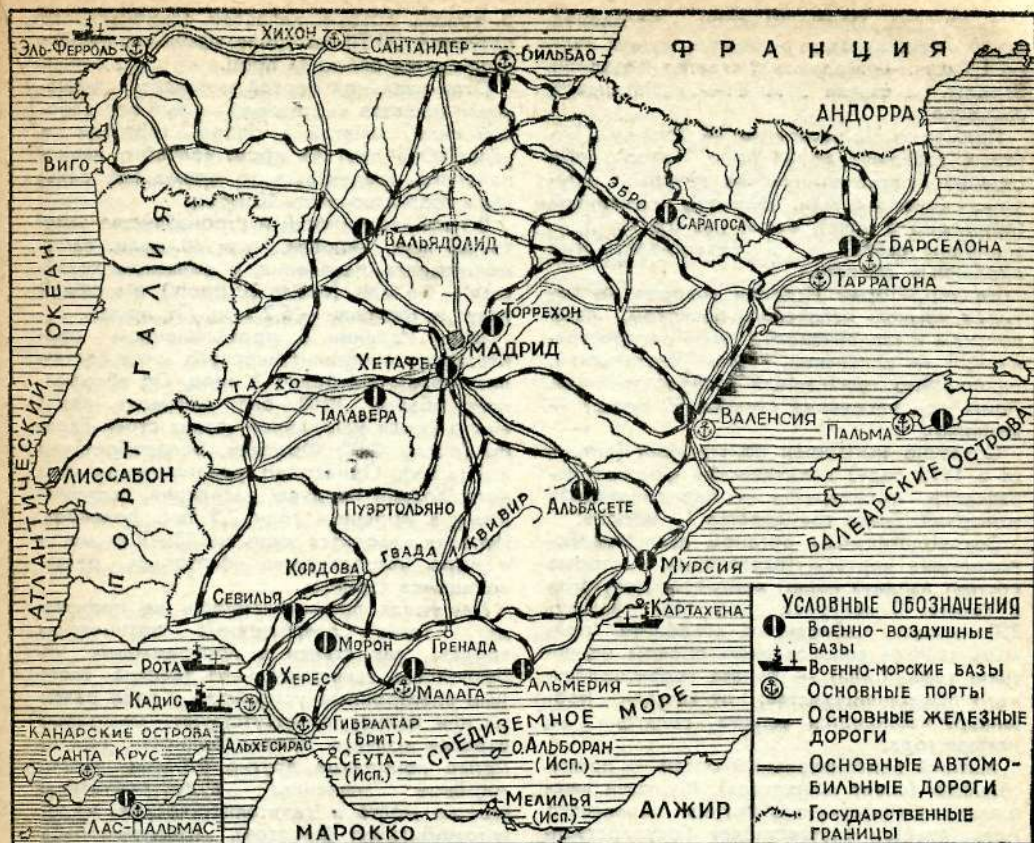 ЭЛЬ-ФЕРРОЛЬ
ХИХОН
САНТАНДЕР
БИЛЬБАО
ФРАНЦИЯ
АНДОРРА
ВИГО
ЭБРО
САРАГОСА
ВАЛЬЯДОЛИД
БАРСЕЛОНА
ТАРРАГОНА
АТЛАНТИЧЕСКИЙ ОКЕАН
ПОРТУГАЛИЯ
ТОРРЕХОН
МАДРИД
ХЕТАФЕ
ТАХО
ТАЛАВЕРА
ВАЛЕНСИЯ
ПАЛЬМА
БАЛЕАРСКИЕ ОСТРОВА
ЛИССАБОН
ПУЭРТОЛЬЯНО
АЛЬБАСЕТЕ
ГВАДАЛКВИВИР
КОРДОВА
МУРСИЯ
СЕВИЛЬЯ
КАРТАХЕНА
МОРОН
ГРЕНАДА
РОТА
ХЕРЕС
МАЛАГА
АЛЬМЕРИЯ
КАДИС
ГИБРАЛТАР
(БРИТ)
СРЕДИЗЕМНОЕ МОРЕ
АЛЬХЕСИРАС
СЕУТА
(ИСП.)
О.АЛЬБОРАН
(ИСП.)
МЕЛИЛЬЯ
(ИСП.)
МАРОККО
АЛЖИР
КАНАРСКИЕ ОСТРОВА
САНТА КРУС
ЛАС-ПАЛЬМАС
УСЛОВНЫЕ ОБОЗНАЧЕНИЯ
ВОЕННО-ВОЗДУШНЫЕ
БАЗЫ
ВОЕННО-МОРСКИЕ БАЗЫ
ОСНОВНЫЕ ПОРТЫ
ОСНОВНЫЕ ЖЕЛЕЗНЫЕ
ДОРОГИ
ОСНОВНЫЕ АВТОМО-
БИЛЬНЫЕ ДОРОГИ
ГОСУДАРСТВЕННЫЕ
ГРАНИЦЫ